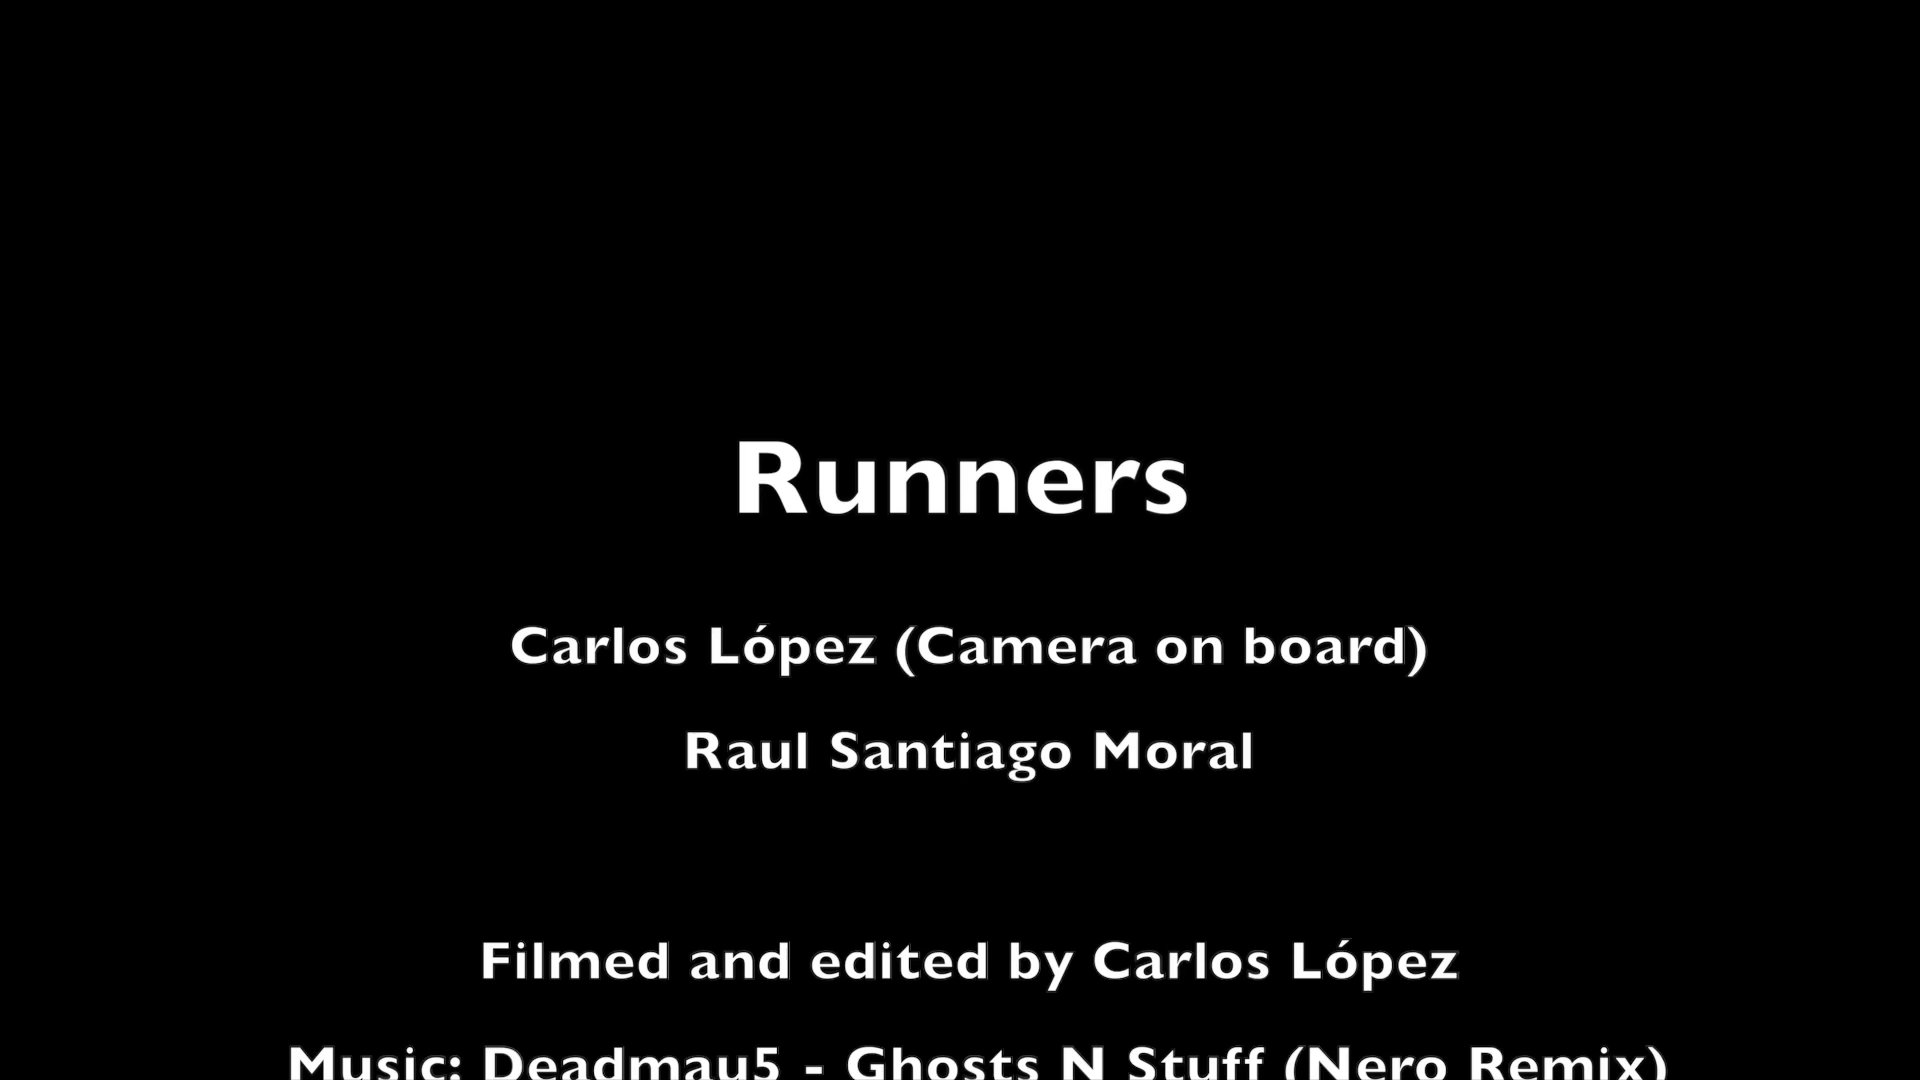 Runners
Carlos López (Camera on board)
Raul Santiago Moral
Filmed and edited by Carlos López
Music: Deadmau5 - Ghosts N Stuff (Nero Remix)